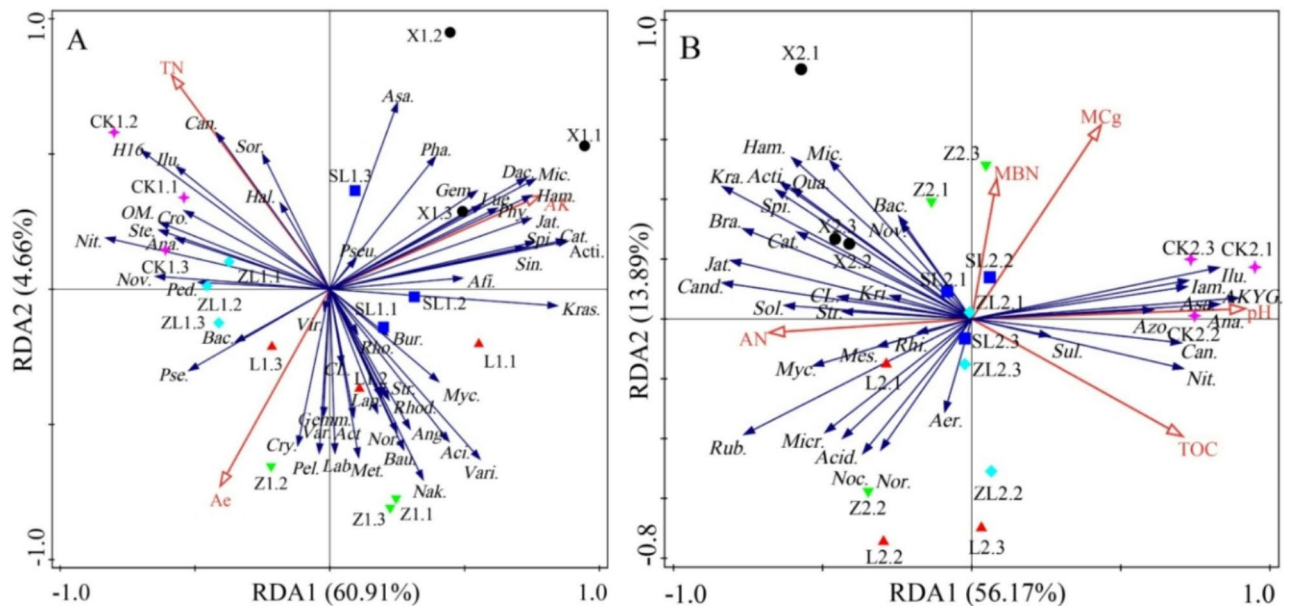 A
1.0
X1.2
TN
Asa.
CK1.2
Can.
X1.1
H16.
Sor.
Pha.
Ilu.
SL1.3
Dac.
Mic.
CK1.1
Gem.
Ham.
Hal.
Luc.
AK
OM.
Cro.
X1.3
Phy.
Ste.
Jat.
Nit.
Ana.
Pseu.
Spi.
Cat.
Acti.
CK1.3
Sin.
Nov.
ZL1.1
Afi.
Ped.
ZL1.2
SL1.2
Kras.
ZL1.3
Vir.
SL1.1
Bac.
Bur.
Rho.
L1.3
L1.1
Pse.
CL.
L1.2
Lap.
Str.
Myc.
Rhod.
Gemm.
Var.
Act
Nor.
Ang.
Cry.
Aci.
Pel.
Lab.
Met.
Bau.
Vari.
Z1.2
Nak.
Ae
Z1.3
Z1.1
RDA2 (4.66%)
-1.0
-1.0
RDA1 (60.91%)
1.0
B
1.0
X2.1
MCg
Ham.
Mic.
Z2.3
Kra.
Acti.
Qua.
Z2.1
MBN
Spi.
Bac.
Bra.
Nov.
Cat.
X2.3
CK2.3
CK2.1
X2.2
SL2.2
Jat.
Ilu.
Cand.
SL2.1
Iam.
CL.
Kri.
ZL2.1
Asa.
KYG.
Sol.
Str.
pH
Azo.
Ana.
AN
CK2.2
Rhi.
SL2.3
Can.
Mes.
Sul.
Myc.
L2.1
ZL2.3
Nit.
Aer.
Rub.
Micr.
TOC
Acid.
Noc.
Nor.
ZL2.2
Z2.2
L2.2
L2.3
RDA2 (13.89%)
-0.8
-1.0
RDA1 (56.17%)
1.0